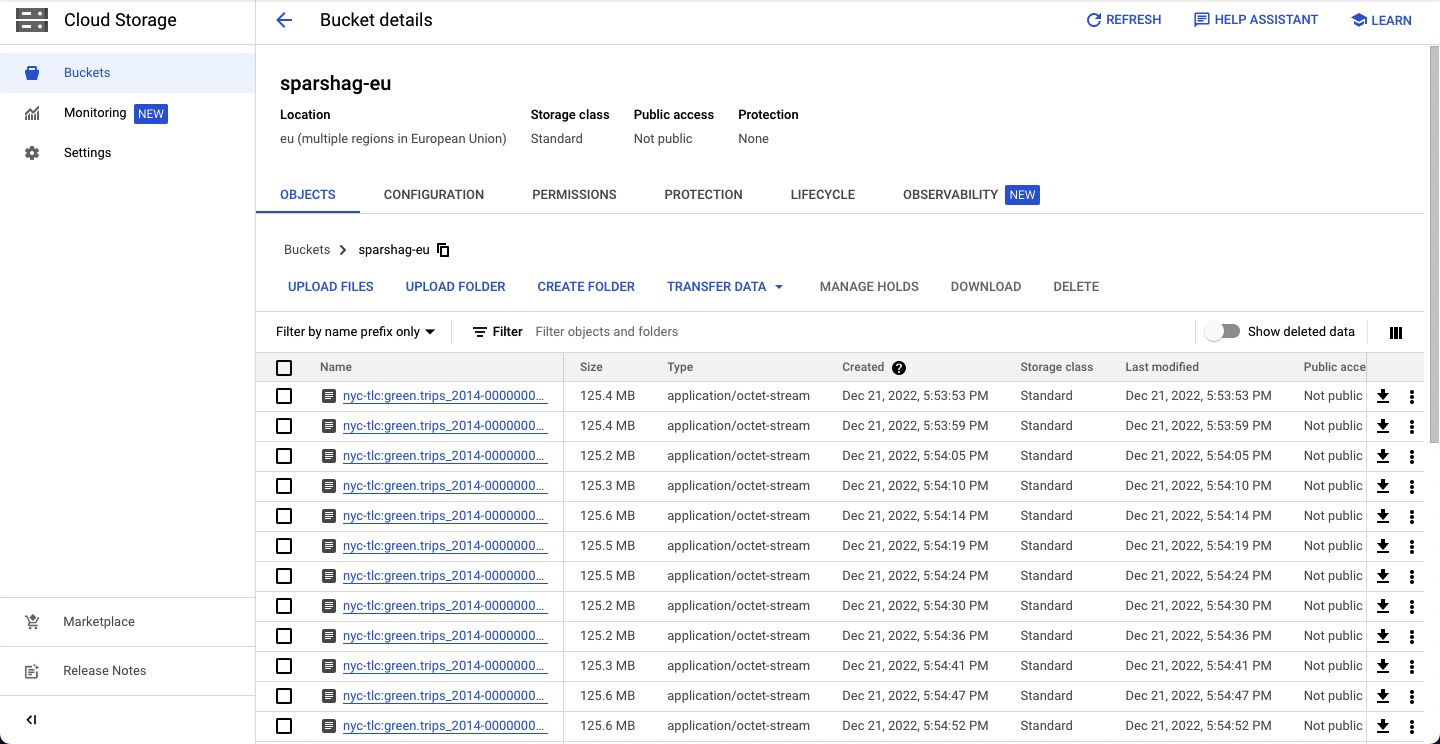 Cloud Storage
Bucket details
REFRESH
HELP ASSISTANT
LEARN
Buckets
Monitoring NEW
Settings
Marketplace
Release Notes
sparshag-eu
Location Storage class Public access Protection
eu (multiple regions in European Union) Standard Not public None
OBJECTS CONFIGURATION PERMISSIONS PROTECTION LIFECYCLE OBSERVABILITY NEW
Buckets sparshag-eu
UPLOAD FILES UPLOAD FOLDER CREATE FOLDER TRANSFER DATA MANAGE HOLDS DOWNLOAD DELETE
Filter by name prefix only Filter Filter objects and folders Show deleted data
Name Size Type Created Storage class Last modified Public acce
nyc-tlc:green.trips_2014-0000000... 125.4 MB application/octet-stream Dec 21, 2022, 5:53:53 PM Standard Dec 21, 2022, 5:53:53 PM Not public
nyc-tlc:green.trips_2014-0000000... 125.4 MB application/octet-stream Dec 21, 2022, 5:53:59 PM Standard Dec 21, 2022, 5:53:59 PM Not public
nyc-tlc:green.trips_2014-0000000... 125.2 MB application/octet-stream Dec 21, 2022, 5:54:05 PM Standard Dec 21, 2022, 5:54:05 PM Not public
nyc-tlc:green.trips_2014-0000000... 125.3 MB application/octet-stream Dec 21, 2022, 5:54:10 PM Standard Dec 21, 2022, 5:54:10 PM Not public
nyc-tlc:green.trips_2014-0000000... 125.6 MB application/octet-stream Dec 21, 2022, 5:54:14 PM Standard Dec 21, 2022, 5:54:14 PM Not public
nyc-tlc:green.trips_2014-0000000... 125.5 MB application/octet-stream Dec 21, 2022, 5:54:19 PM Standard Dec 21, 2022, 5:54:19 PM Not public
nyc-tlc:green.trips_2014-0000000... 125.5 MB application/octet-stream Dec 21, 2022, 5:54:24 PM Standard Dec 21, 2022, 5:54:24 PM Not public
nyc-tlc:green.trips_2014-0000000... 125.2 MB application/octet-stream Dec 21, 2022, 5:54:30 PM Standard Dec 21, 2022, 5:54:30 PM Not public
nyc-tlc:green.trips_2014-0000000... 125.2 MB application/octet-stream Dec 21, 2022, 5:54:36 PM Standard Dec 21, 2022, 5:54:36 PM Not public
nyc-tlc:green.trips_2014-0000000... 125.3 MB application/octet-stream Dec 21, 2022, 5:54:41 PM Standard Dec 21, 2022, 5:54:41 PM Not public
nyc-tlc:green.trips_2014-0000000... 125.6 MB application/octet-stream Dec 21, 2022, 5:54:47 PM Standard Dec 21, 2022, 5:54:47 PM Not public
nyc-tlc:green.trips_2014-0000000... 125.6 MB application/octet-stream Dec 21, 2022, 5:54:52 PM Standard Dec 21, 2022, 5:54:52 PM Not public